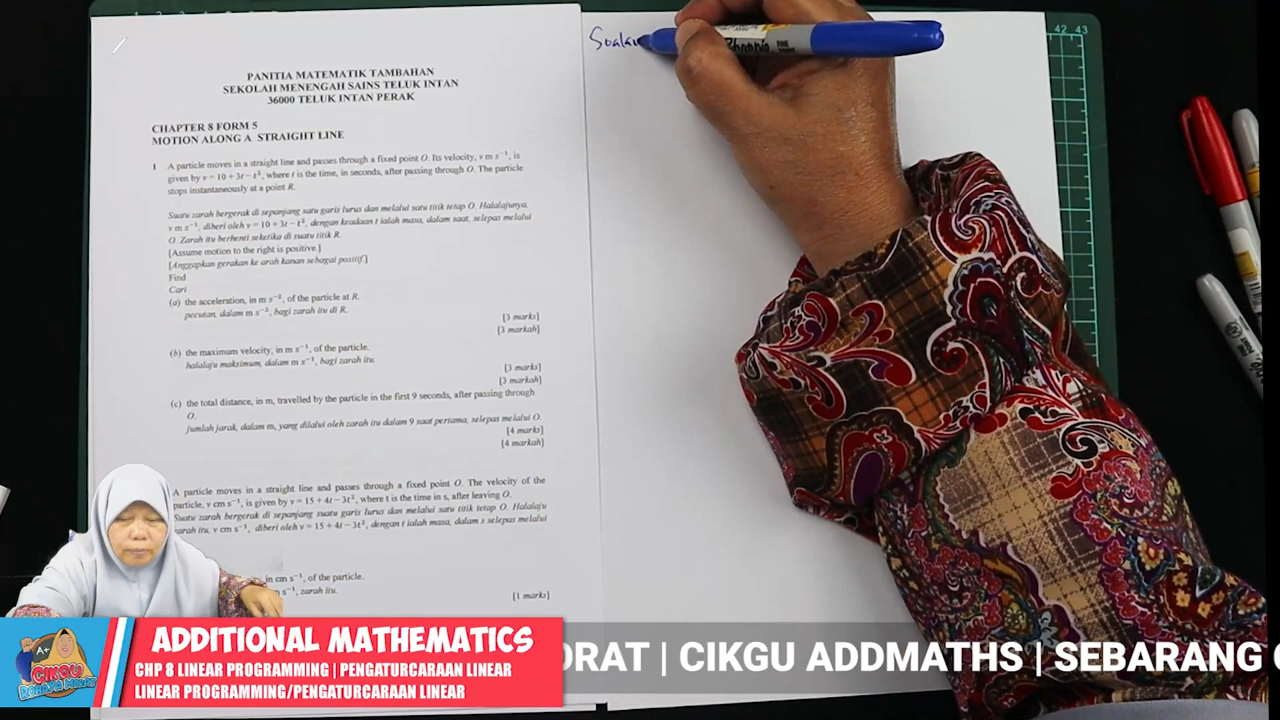 PANITIA MATEMATIK TAMBAHAN
SEKOLAH MENENGAH SAINS TELUK INTAN
36000 TELUK INTAN PERAK
CHAPTER 8 FORM 5
MOTION ALONG A STRAIGHT LINE
1 A particle moves in a straight line and passes through a fixed point O. Its velocity, v m s⁻¹, is
given by v = 10 + 3t − t², where t is the time, in seconds, after passing through O. The particle
stops instantaneously at a point R.
Suatu zarah bergerak di sepanjang satu garis lurus dan melalui satu titik tetap O. Halalajunya,
v m s⁻¹, diberi oleh v = 10 + 3t − t², dengan keadaan t ialah masa, dalam saat, selepas melalui
O. Zarah itu berhenti seketika di suatu titik R.
[Assume motion to the right is positive.]
[Anggapkan gerakan ke arah kanan sebagai positif]
Find
Cari
(a) the acceleration, in m s⁻², of the particle at R.
pecutan, dalam m s⁻², bagi zarah itu di R.
[3 marks]
[3 markah]
(b) the maximum velocity, in m s⁻¹, of the particle.
halalaju maksimum, dalam m s⁻¹, bagi zarah itu.
[3 marks]
[3 markah]
(c) the total distance, in m, travelled by the particle in the first 9 seconds, after passing through
O.
jumlah jarak, dalam m, yang dilalui oleh zarah itu dalam 9 saat pertama, selepas melalui O.
[4 marks]
[4 markah]
A particle moves in a straight line and passes through a fixed point O. The velocity of the
particle, v cm s⁻¹, is given by v = 15 + 4t − 3t², where t is the time in s, after leaving O.
Suatu zarah bergerak di sepanjang suatu garis lurus dan melalui satu titik tetap O. Halalaju
zarah itu, v cm s⁻¹, diberi oleh v = 15 + 4t − 3t², dengan t ialah masa, dalam s selepas melalui
in cm s⁻¹, of the particle.
s⁻¹, zarah itu.
[1 marks]
Soalan
Sharpie
42 43
A+
CIKGU
ADDITIONAL MATHEMATICS
CHP 8 LINEAR PROGRAMMING | PENGATURCARAAN LINEAR
LINEAR PROGRAMMING/PENGATURCARAAN LINEAR
ORAT | CIKGU ADDMATHS | SEBARANG